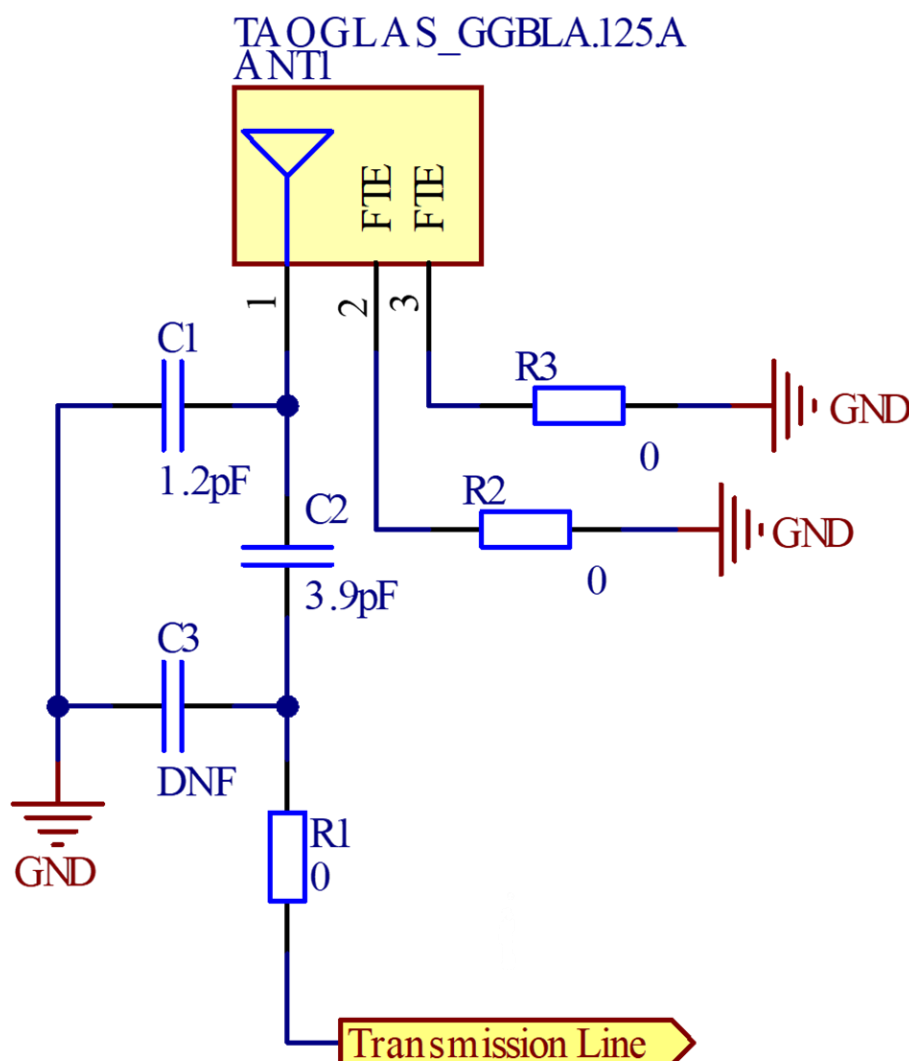 TAOGLAS_GGBLA.125.A
ANT1
FTE
FTE
1
2
3
C1
1.2pF
R3
0
GND
R2
0
GND
C2
3.9pF
C3
DNF
GND
R1
0
Transmission Line